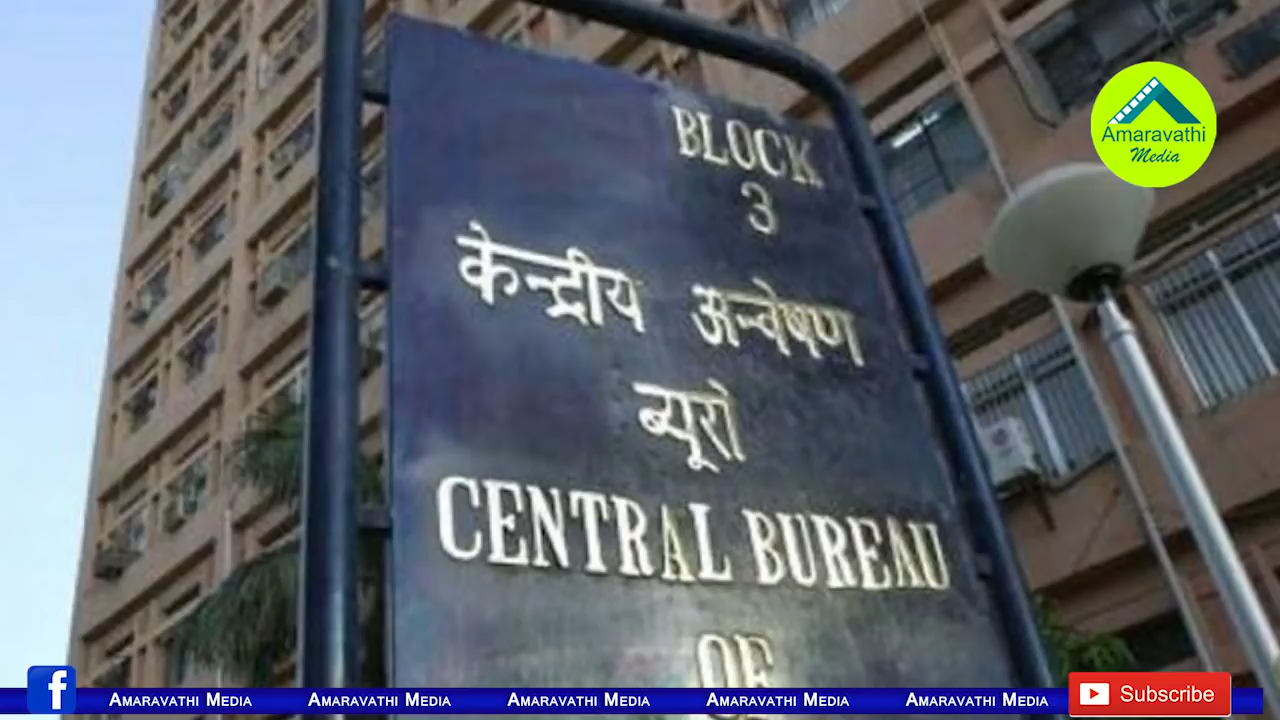 BLOCK
3
केन्द्रीय अन्वेषण
ब्यूरो
CENTRAL BUREAU
OF
Amaravathi
Media
f
Amaravathi Media Amaravathi Media Amaravathi Media Amaravathi Media Amaravathi Media
Subscribe